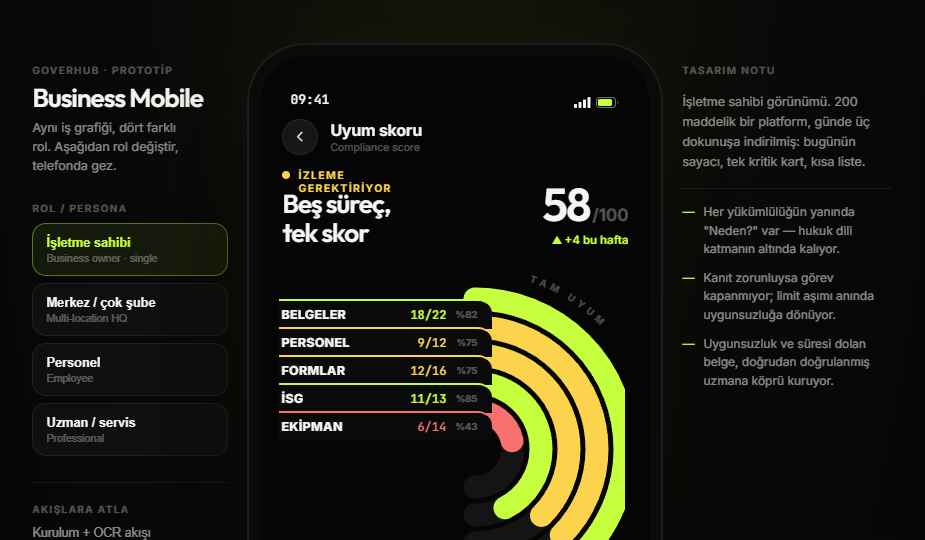 GOVERHUB · PROTOTİP
Business Mobile
Aynı iş grafiği, dört farklı
rol. Aşağıdan rol değiştir,
telefonda gez.
ROL / PERSONA
İşletme sahibi
Business owner · single
Merkez / çok şube
Multi-location HQ
Personel
Employee
Uzman / servis
Professional
AKIŞLARA ATLA
Kurulum + OCR akışı
09:41
Uyum skoru
Compliance score
İZLEME
GEREKTİRİYOR
Beş süreç,
tek skor
58/100
▲ +4 bu hafta
TAM UYUM
BELGELER 18/22 %82
PERSONEL 9/12 %75
FORMLAR 12/16 %75
İSG 11/13 %85
EKİPMAN 6/14 %43
TASARIM NOTU
İşletme sahibi görünümü. 200
maddelik bir platform, günde üç
dokunuşa indirilmiş: bugünün
sayacı, tek kritik kart, kısa liste.
— Her yükümlülüğün yanında
"Neden?" var — hukuk dili
katmanın altında kalıyor.
— Kanıt zorunluysa görev
kapanmıyor; limit aşımı anında
uygunsuzluğa dönüyor.
— Uygunsuzluk ve süresi dolan
belge, doğrudan doğrulanmış
uzmana köprü kuruyor.